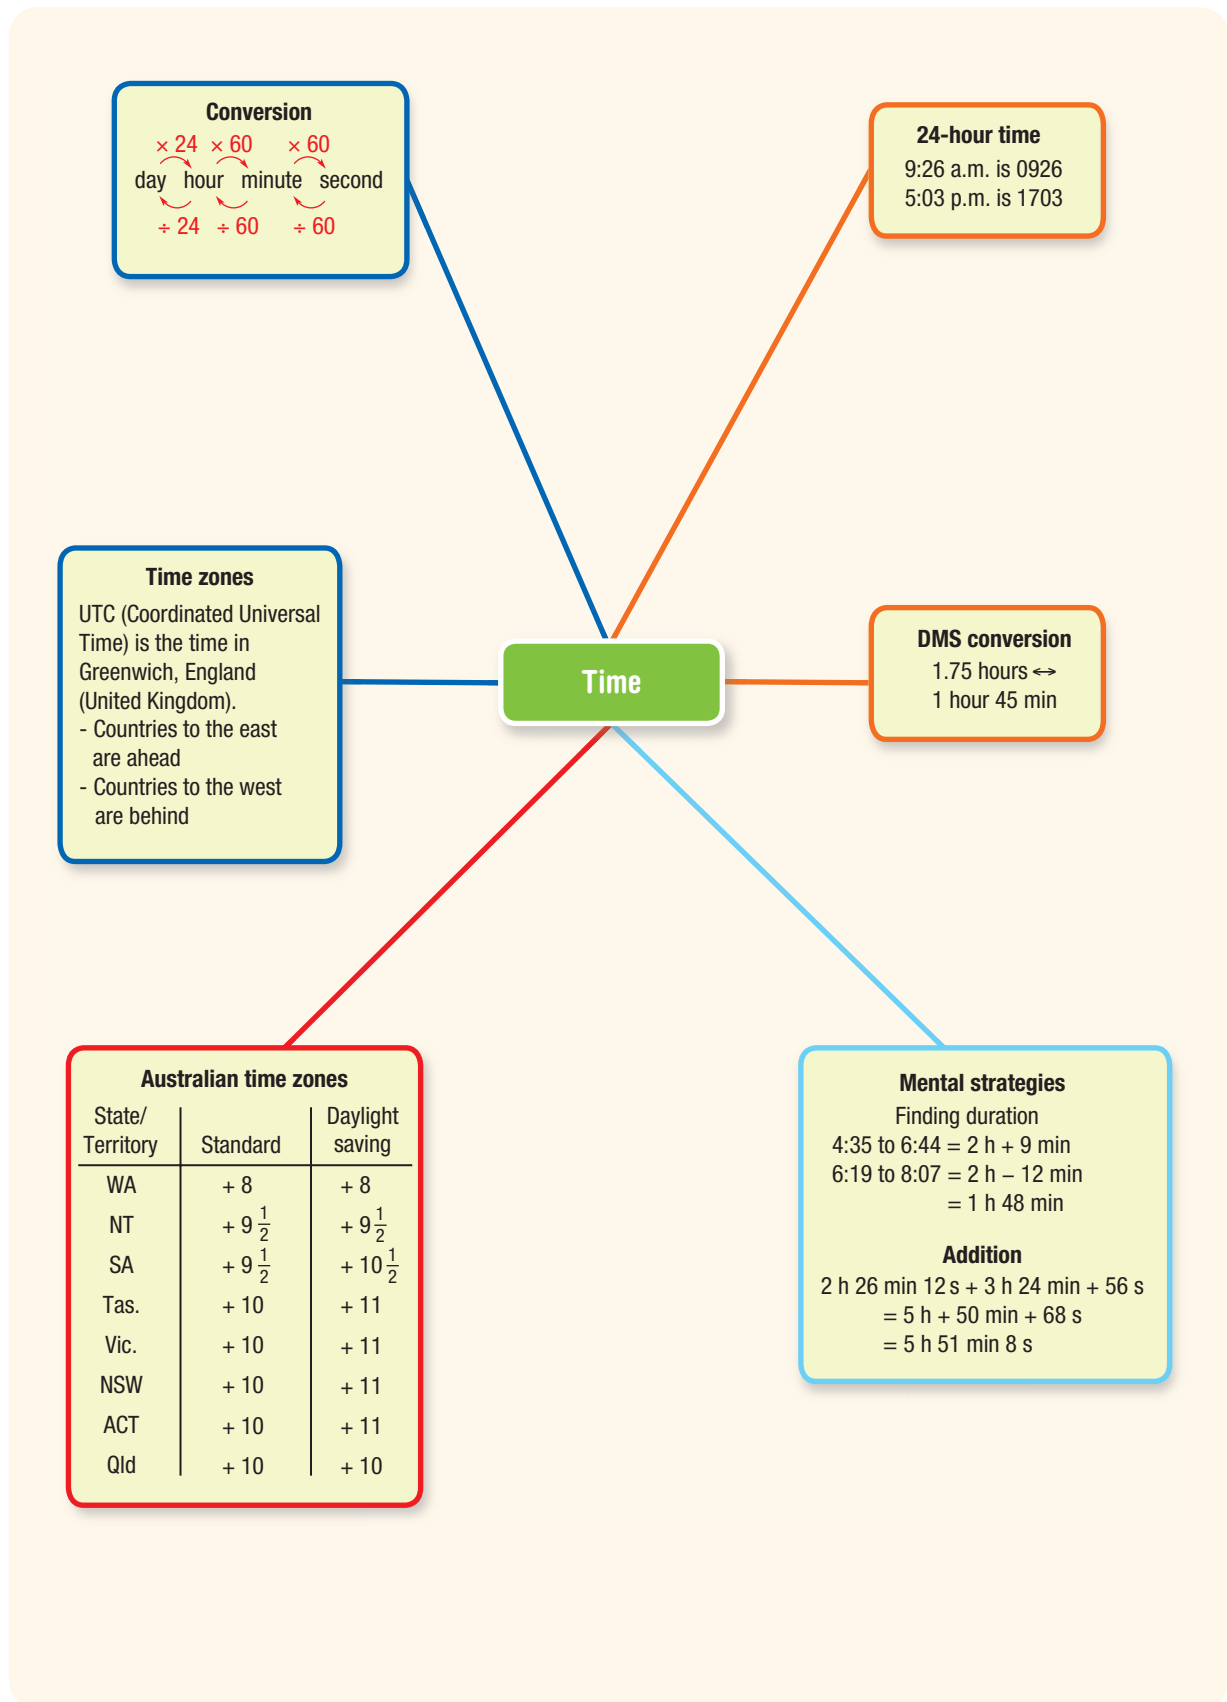 Conversion
× 24 × 60 × 60
day hour minute second
÷ 24 ÷ 60 ÷ 60
24-hour time
9:26 a.m. is 0926
5:03 p.m. is 1703
Time zones
UTC (Coordinated Universal
Time) is the time in
Greenwich, England
(United Kingdom).
- Countries to the east
are ahead
- Countries to the west
are behind
Time
DMS conversion
1.75 hours ↔
1 hour 45 min
Australian time zones
State/ Daylight
Territory Standard saving
WA + 8 + 8
NT + 9 1/2 + 9 1/2
SA + 9 1/2 + 10 1/2
Tas. + 10 + 11
Vic. + 10 + 11
NSW + 10 + 11
ACT + 10 + 11
Qld + 10 + 10
Mental strategies
Finding duration
4:35 to 6:44 = 2 h + 9 min
6:19 to 8:07 = 2 h − 12 min
= 1 h 48 min
Addition
2 h 26 min 12 s + 3 h 24 min + 56 s
= 5 h + 50 min + 68 s
= 5 h 51 min 8 s